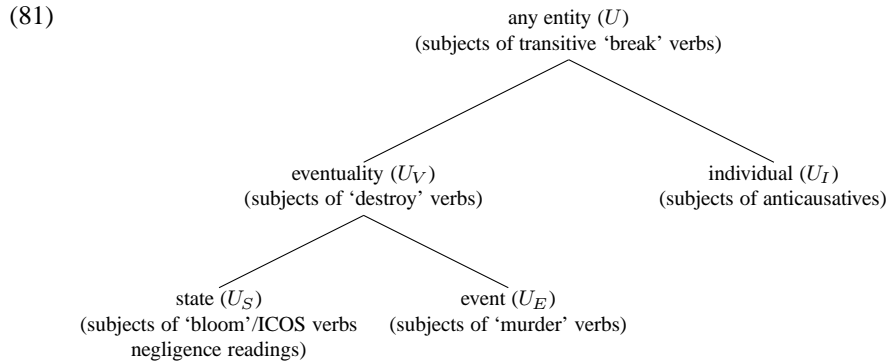 (81)
any entity (U)
(subjects of transitive ‘break’ verbs)
eventuality (U_V)
(subjects of ‘destroy’ verbs)
individual (U_I)
(subjects of anticausatives)
state (U_S)
(subjects of ‘bloom’/ICOS verbs
negligence readings)
event (U_E)
(subjects of ‘murder’ verbs)